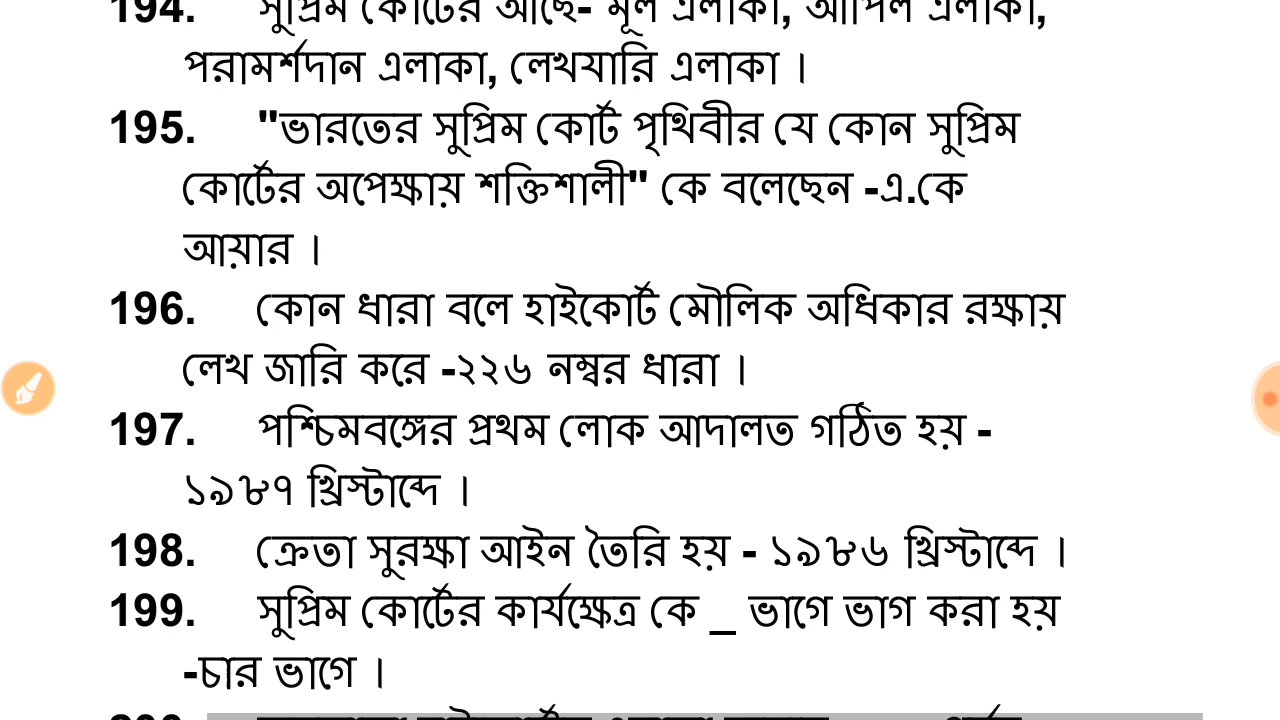 194. সুপ্রিম কোর্টের আছে- মূল এলাকা, আপিল এলাকা,
পরামর্শদান এলাকা, লেখযারি এলাকা ।
195. "ভারতের সুপ্রিম কোর্ট পৃথিবীর যে কোন সুপ্রিম
কোর্টের অপেক্ষায় শক্তিশালী" কে বলেছেন -এ.কে
আয়ার ।
196. কোন ধারা বলে হাইকোর্ট মৌলিক অধিকার রক্ষায়
লেখ জারি করে -২২৬ নম্বর ধারা ।
197. পশ্চিমবঙ্গের প্রথম লোক আদালত গঠিত হয় -
১৯৮৭ খ্রিস্টাব্দে ।
198. ক্রেতা সুরক্ষা আইন তৈরি হয় - ১৯৮৬ খ্রিস্টাব্দে ।
199. সুপ্রিম কোর্টের কার্যক্ষেত্র কে _ ভাগে ভাগ করা হয়
-চার ভাগে ।